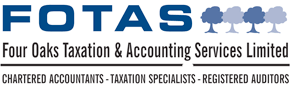 FOTAS
Four Oaks Taxation & Accounting Services Limited
CHARTERED ACCOUNTANTS - TAXATION SPECIALISTS - REGISTERED AUDITORS